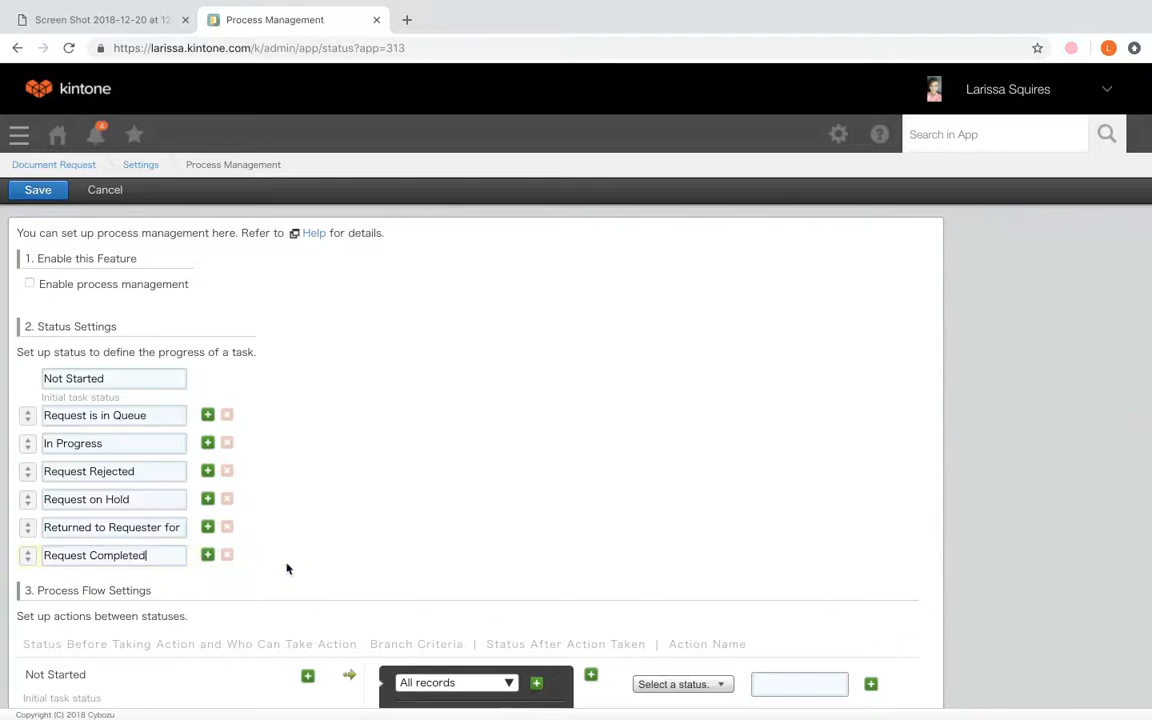 Screen Shot 2018-12-20 at 12
Process Management
https://larissa.kintone.com/k/admin/app/status?app=313
L
kintone
Larissa Squires
4
Search in App
Document Request
Settings
Process Management
Save
Cancel
You can set up process management here. Refer to Help for details.
1. Enable this Feature
Enable process management
2. Status Settings
Set up status to define the progress of a task.
Not Started
Initial task status
Request is in Queue
In Progress
Request Rejected
Request on Hold
Returned to Requester for
Request Completed
3. Process Flow Settings
Set up actions between statuses.
Status Before Taking Action and Who Can Take Action Branch Criteria | Status After Action Taken | Action Name
Not Started
All records
Select a status.
Initial task status
Copyright (C) 2018 Cybozu